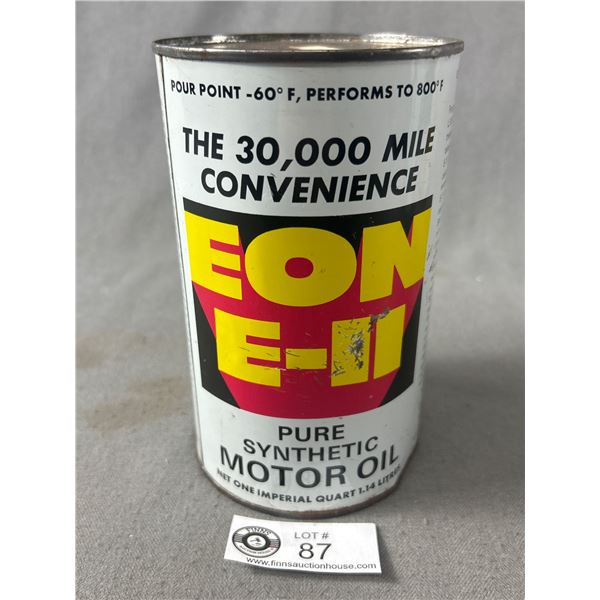 POUR POINT -60° F, PERFORMS TO 800° F
THE 30,000 MILE
CONVENIENCE
EON
E-II
PURE
SYNTHETIC
MOTOR OIL
NET ONE IMPERIAL QUART 1.14 LITRES
FINNS
LOT #
87
www.finnsauctionhouse.com